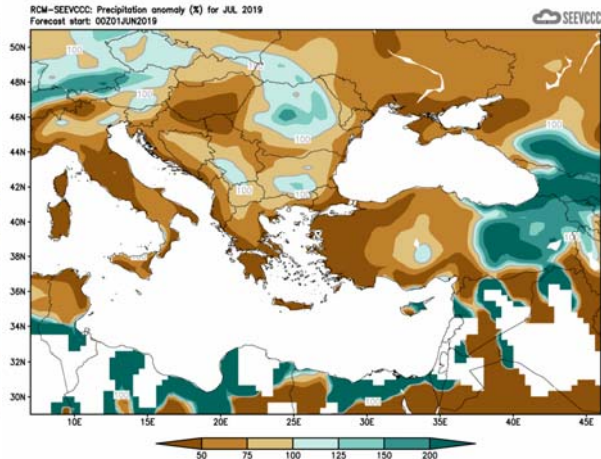 RCM-SEEVCCC: Precipitation anomaly (%) for JUL 2019
Forecast start: 00Z01JUN2019
SEEVCCC
50N
48N
46N
44N
42N
40N
38N
36N
34N
32N
30N
100
100
100
100
100
100
100
100
100
10E
15E
20E
25E
30E
35E
40E
45E
50
75
100
125
150
200